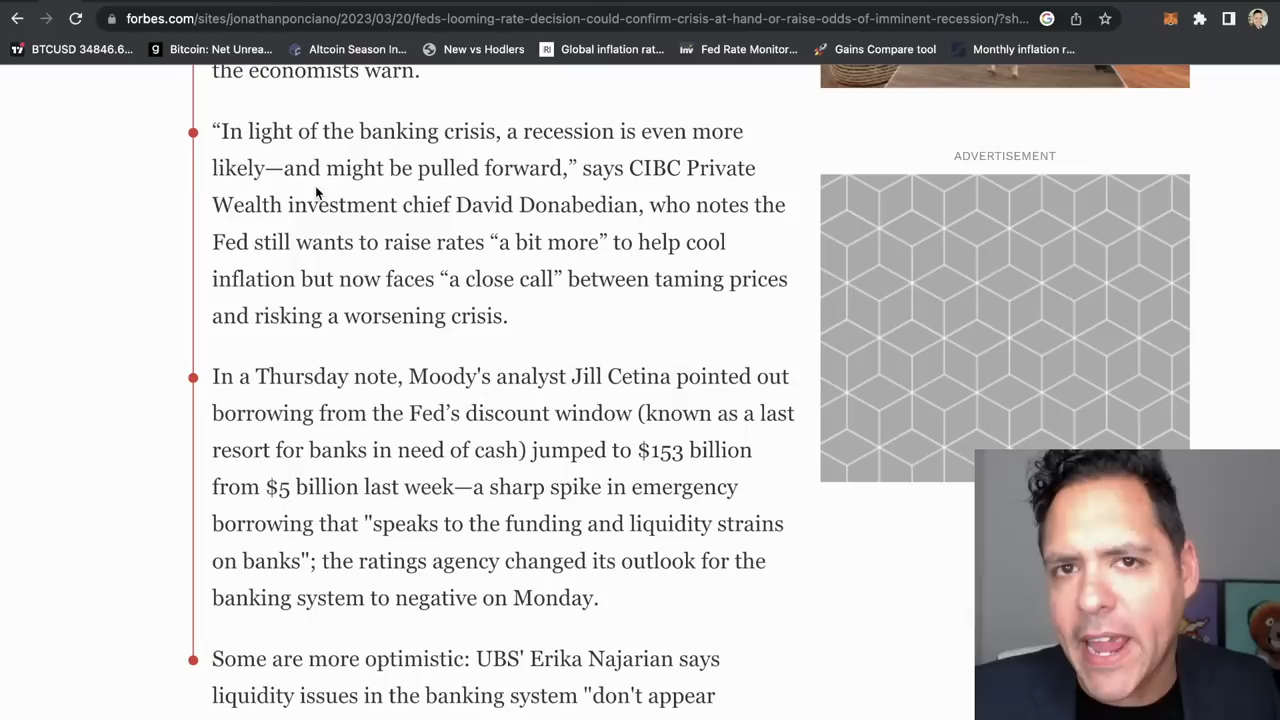 forbes.com/sites/jonathanponciano/2023/03/20/feds-looming-rate-decision-could-confirm-crisis-at-hand-or-raise-odds-of-imminent-recession/?sh...
BTCUSD 34846.6...
Bitcoin: Net Unrea...
Altcoin Season In...
New vs Hodlers
RI
Global inflation rat...
Inv
Fed Rate Monitor...
Gains Compare tool
Monthly inflation r...
the economists warn.
“In light of the banking crisis, a recession is even more
likely—and might be pulled forward,” says CIBC Private
Wealth investment chief David Donabedian, who notes the
Fed still wants to raise rates “a bit more” to help cool
inflation but now faces “a close call” between taming prices
and risking a worsening crisis.
In a Thursday note, Moody's analyst Jill Cetina pointed out
borrowing from the Fed’s discount window (known as a last
resort for banks in need of cash) jumped to $153 billion
from $5 billion last week—a sharp spike in emergency
borrowing that "speaks to the funding and liquidity strains
on banks"; the ratings agency changed its outlook for the
banking system to negative on Monday.
Some are more optimistic: UBS' Erika Najarian says
liquidity issues in the banking system "don't appear
ADVERTISEMENT